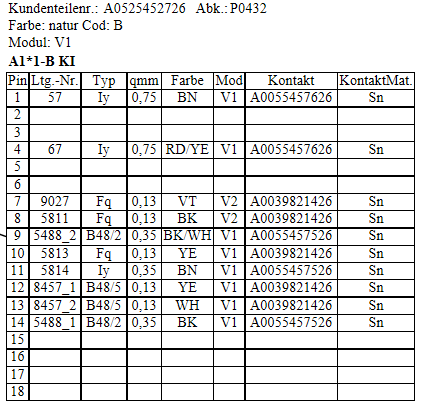 Kundenteilenr.: A0525452726 Abk.: P0432
Farbe: natur Cod: B
Modul: V1
A1*1-B KI
Pin Ltg.-Nr. Typ qmm Farbe Mod Kontakt KontaktMat.
1 57 Iy 0,75 BN V1 A0055457626 Sn
2
3
4 67 Iy 0,75 RD/YE V1 A0055457626 Sn
5
6
7 9027 Fq 0,13 VT V2 A0039821426 Sn
8 5811 Fq 0,13 BK V2 A0039821426 Sn
9 5488_2 B48/2 0,35 BK/WH V1 A0055457526 Sn
10 5813 Fq 0,13 YE V1 A0039821426 Sn
11 5814 Iy 0,35 BN V1 A0055457526 Sn
12 8457_1 B48/5 0,13 YE V1 A0039821426 Sn
13 8457_2 B48/5 0,13 WH V1 A0039821426 Sn
14 5488_1 B48/2 0,35 BK V1 A0055457526 Sn
15
16
17
18